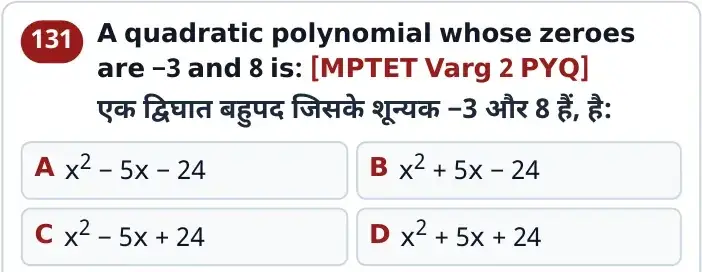 131 A quadratic polynomial whose zeroes
are –3 and 8 is: [MPTET Varg 2 PYQ]
एक द्विघात बहुपद जिसके शून्यक –3 और 8 हैं, है:
A x² – 5x – 24
B x² + 5x – 24
C x² – 5x + 24
D x² + 5x + 24